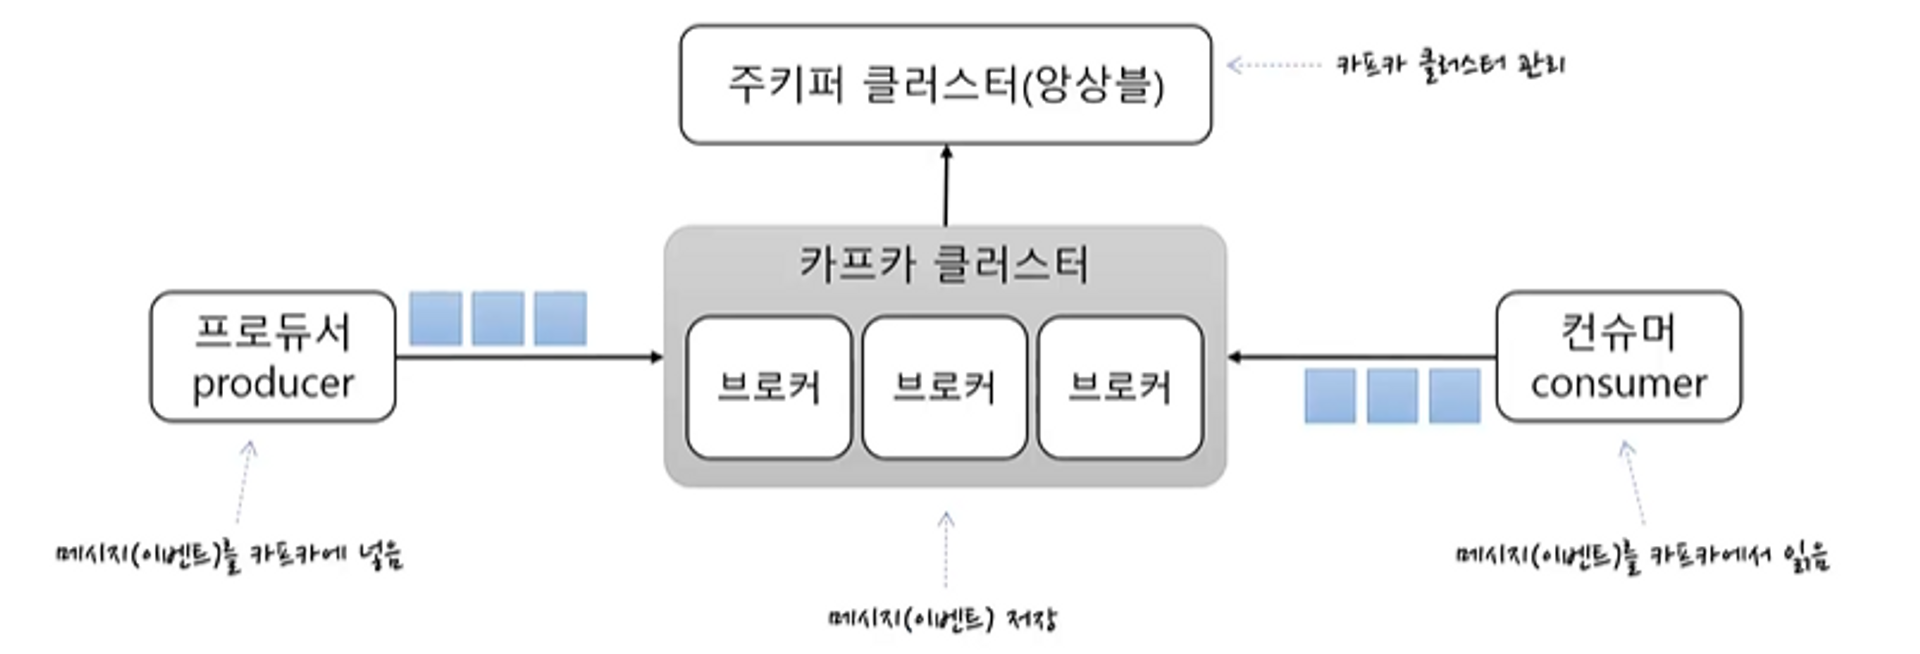 주키퍼 클러스터(앙상블)
카프카 클러스터 관리
카프카 클러스터
프로듀서
producer
브로커
브로커
브로커
컨슈머
consumer
메시지(이벤트)를 카프카에 넣음
메시지(이벤트) 저장
메시지(이벤트)를 카프카에서 읽음